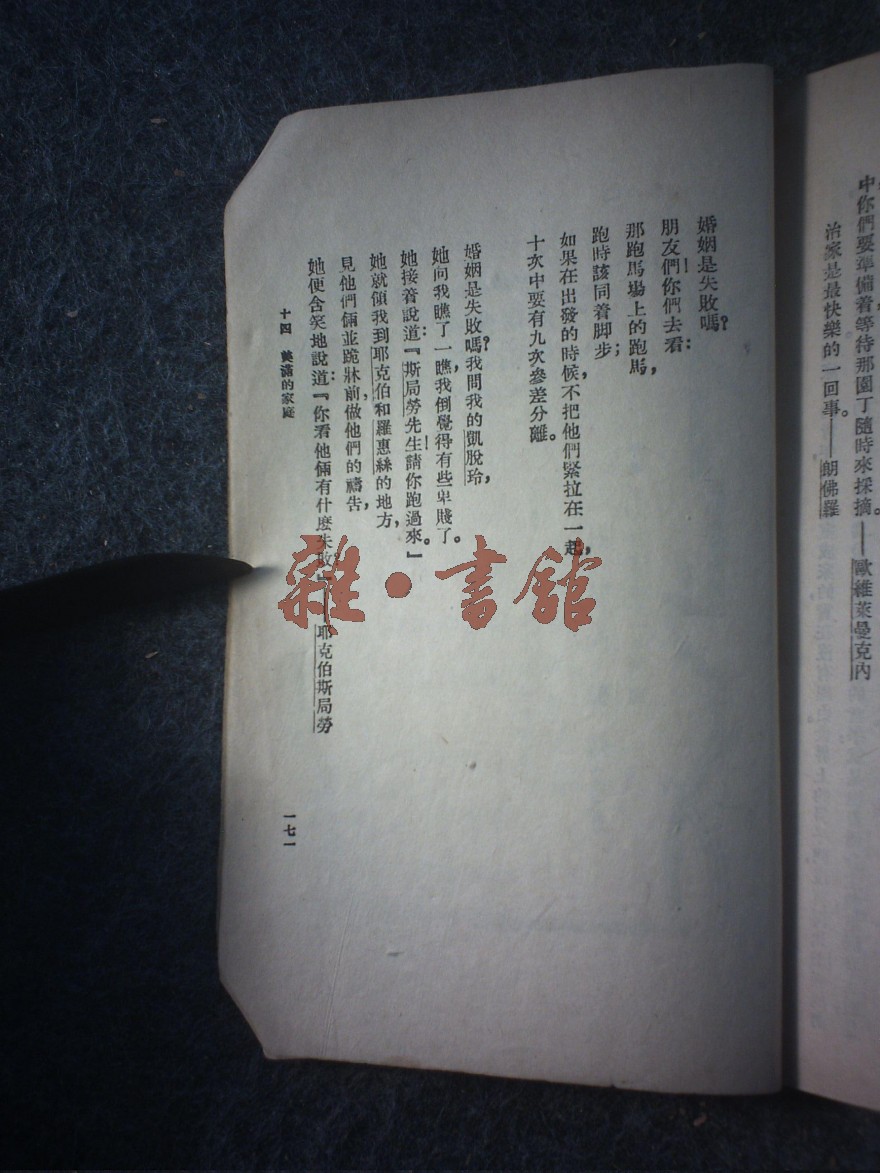 中你們要準備着等待那園丁隨時來採摘。——歐維萊曼克內
治家是最快樂的一回事。——朗佛羅
婚姻是失敗嗎?
朋友們!你們去看:
那跑馬場上的跑馬,
跑時該同着脚步;
如果在出發的時候,不把他們緊拉在一起,
十次中要有九次參差分離。
婚姻是失敗嗎?我問我的凱脫玲,
她向我瞧了一瞧,我倒覺得有些卑賤了。
她接着說道:『斯局勞先生!請你跑過來。』
她就領我到耶克伯和羅惠絲的地方,
見他們倆並跪牀前,做他們的禱告,
她便含笑地說道:『你看他倆有什麽失敗?』——耶克伯斯局勞
十四 美滿的家庭
一七一
雜·書館